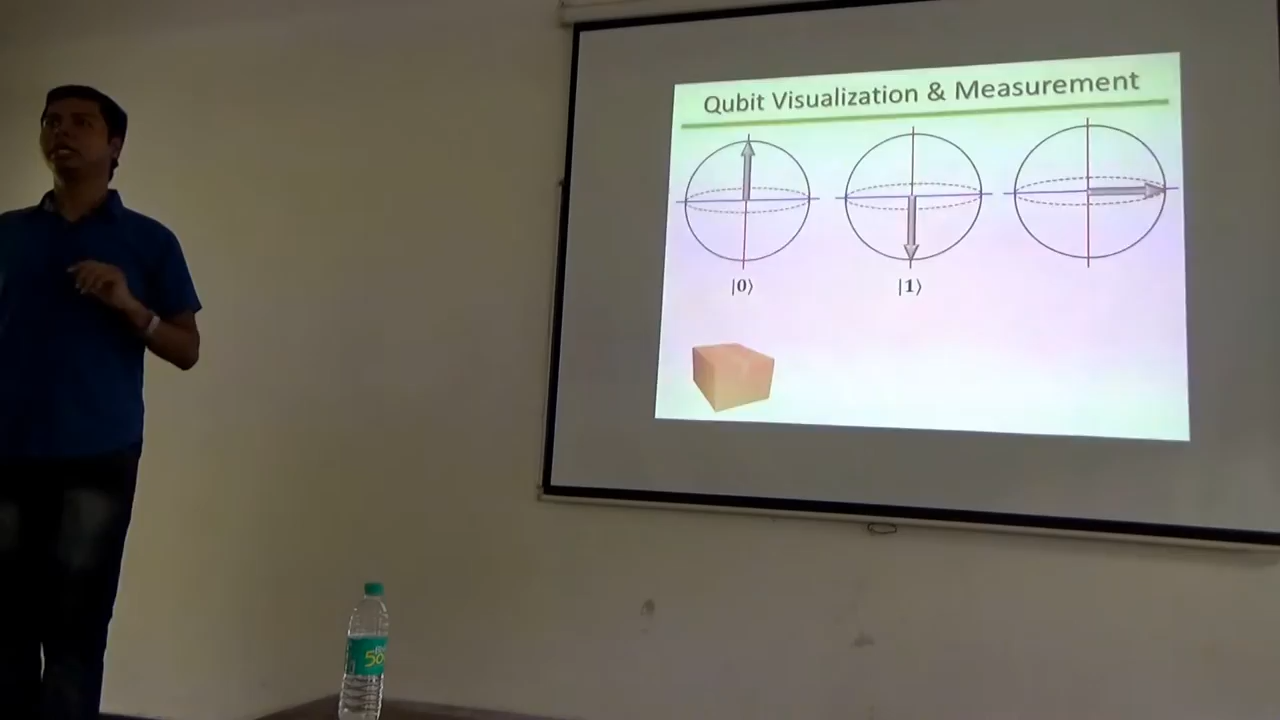 Qubit Visualization & Measurement
|0⟩
|1⟩